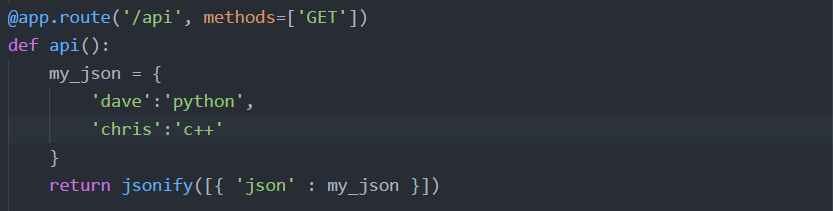 @app.route('/api', methods=['GET'])
def api():
    my_json = {
        'dave':'python',
        'chris':'c++'
    }
    return jsonify([{ 'json' : my_json }])